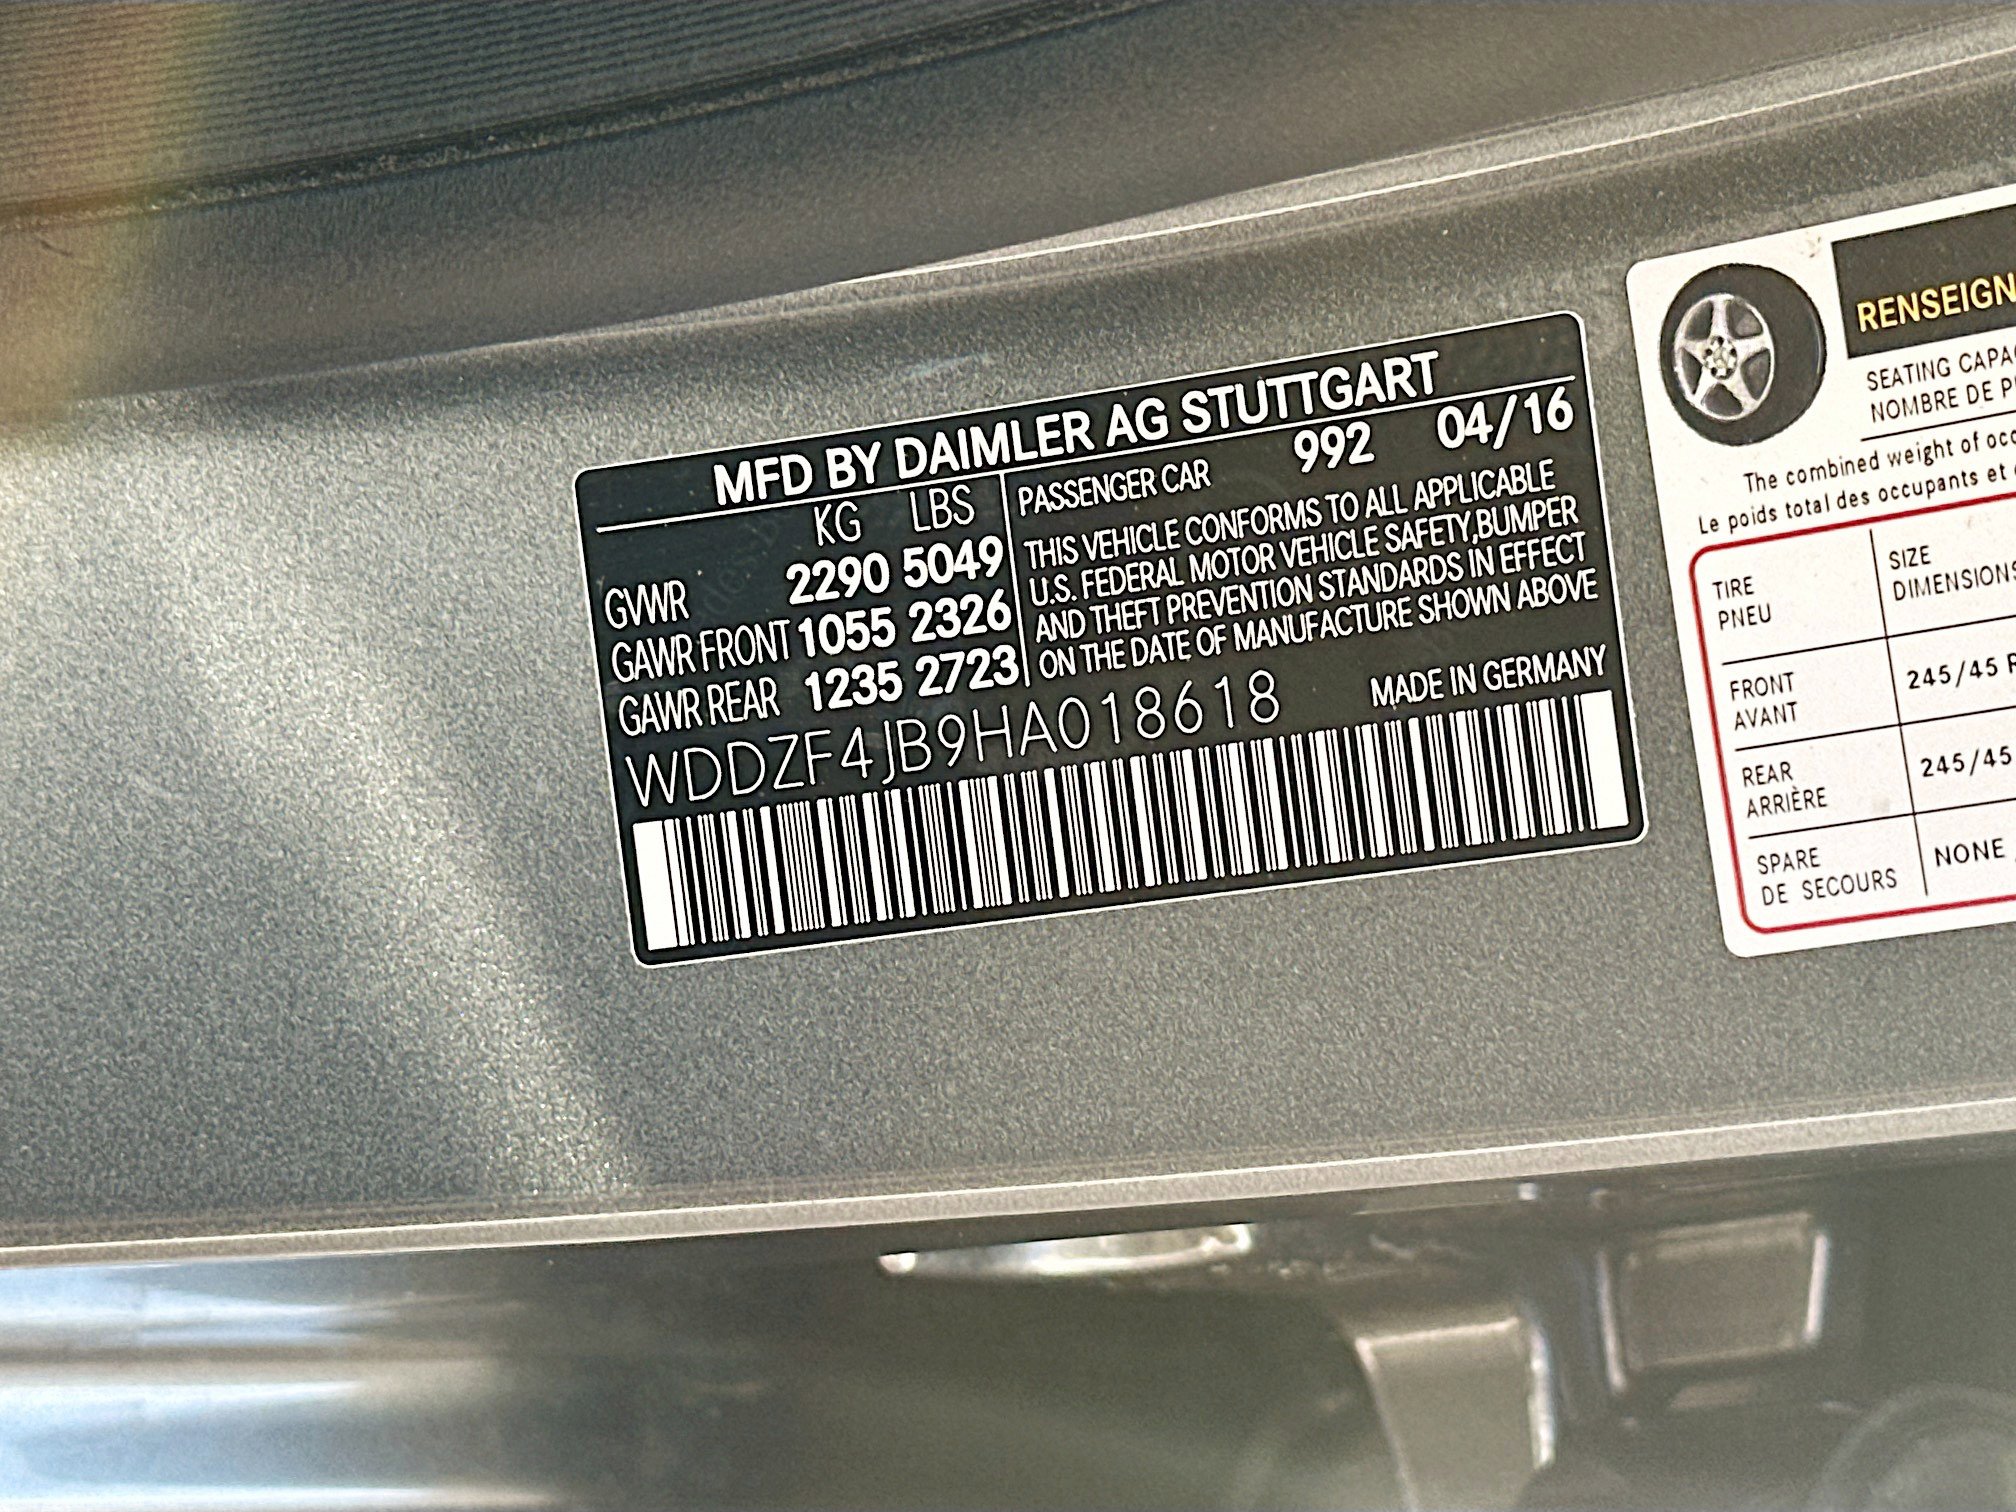 MFD BY DAIMLER AG STUTTGART
KG LBS
GVWR 2290 5049
GAWR FRONT 1055 2326
GAWR REAR 1235 2723
PASSENGER CAR 992 04/16
THIS VEHICLE CONFORMS TO ALL APPLICABLE
U.S. FEDERAL MOTOR VEHICLE SAFETY,BUMPER
AND THEFT PREVENTION STANDARDS IN EFFECT
ON THE DATE OF MANUFACTURE SHOWN ABOVE
WDDZF4JB9HA018618 MADE IN GERMANY
RENSEIGN
SEATING CAPA
NOMBRE DE P
The combined weight of occ
Le poids total des occupants et
TIRE
PNEU
SIZE
DIMENSIONS
FRONT
AVANT
245/45 R
REAR
ARRIÈRE
245/45
SPARE
DE SECOURS
NONE